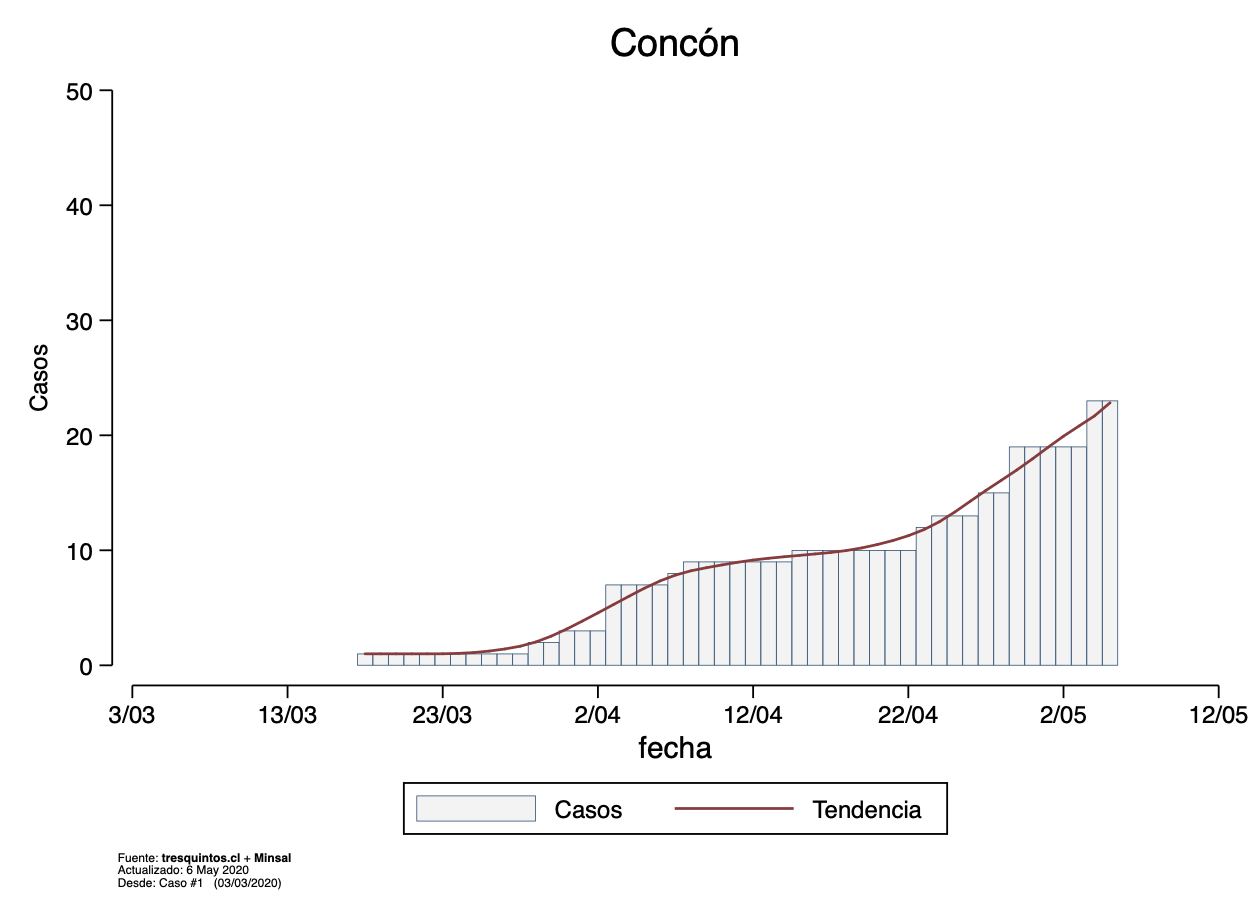 Concón
50
40
30
20
10
0
Casos
3/03 13/03 23/03 2/04 12/04 22/04 2/05 12/05
fecha
Casos Tendencia
Fuente: tresquintos.cl + Minsal
Actualizado: 6 May 2020
Desde: Caso #1 (03/03/2020)